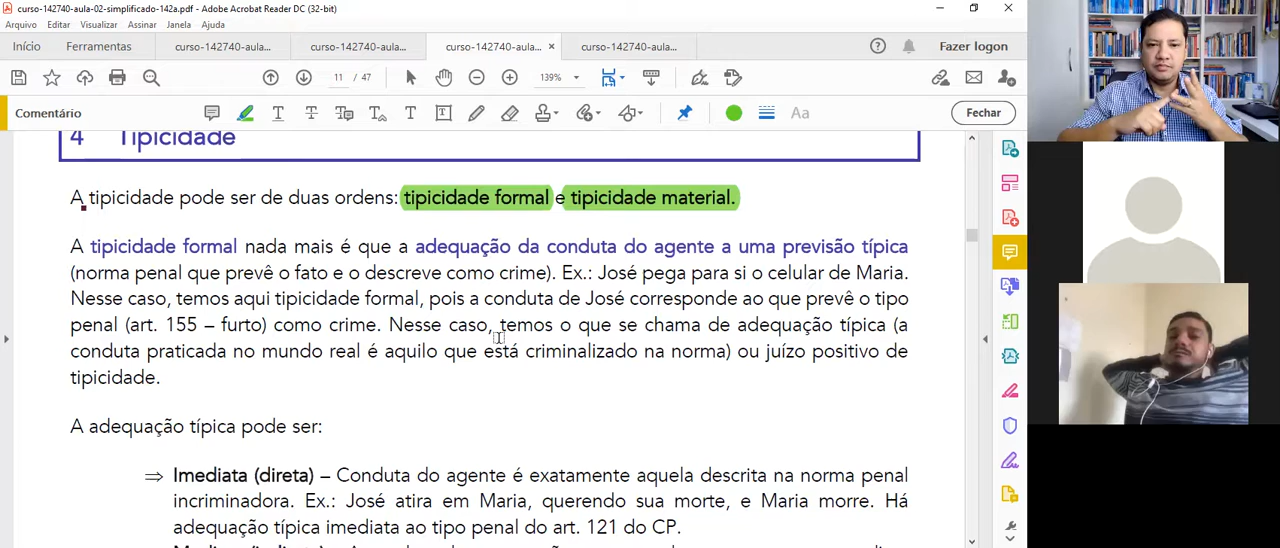 curso-142740-aula-02-simplificado-142a.pdf - Adobe Acrobat Reader DC (32-bit)
Arquivo Editar Visualizar Assinar Janela Ajuda
Início Ferramentas curso-142740-aula... curso-142740-aula... curso-142740-aula... × curso-142740-aula... Fazer logon
11 / 47 139%
Comentário Aa Fechar
4 Tipicidade
A tipicidade pode ser de duas ordens: tipicidade formal e tipicidade material.
A tipicidade formal nada mais é que a adequação da conduta do agente a uma previsão típica
(norma penal que prevê o fato e o descreve como crime). Ex.: José pega para si o celular de Maria.
Nesse caso, temos aqui tipicidade formal, pois a conduta de José corresponde ao que prevê o tipo
penal (art. 155 – furto) como crime. Nesse caso, temos o que se chama de adequação típica (a
conduta praticada no mundo real é aquilo que está criminalizado na norma) ou juízo positivo de
tipicidade.
A adequação típica pode ser:
⇒ Imediata (direta) – Conduta do agente é exatamente aquela descrita na norma penal
incriminadora. Ex.: José atira em Maria, querendo sua morte, e Maria morre. Há
adequação típica imediata ao tipo penal do art. 121 do CP.